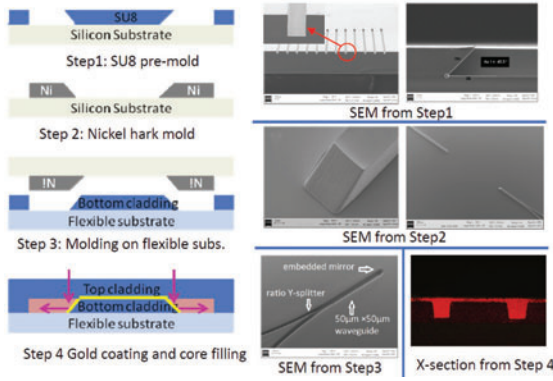 SU8
Silicon Substrate
Step1: SU8 pre-mold
Ni
Ni
Silicon Substrate
Step 2: Nickel hark mold
Ni
Ni
Bottom cladding
Flexible substrate
Step 3: Molding on flexible subs.
Top cladding
Bottom cladding
Flexible substrate
Step 4 Gold coating and core filling
SEM from Step1
SEM from Step2
embedded mirror
ratio Y-splitter
50μm ×50μm
waveguide
SEM from Step3
X-section from Step 4